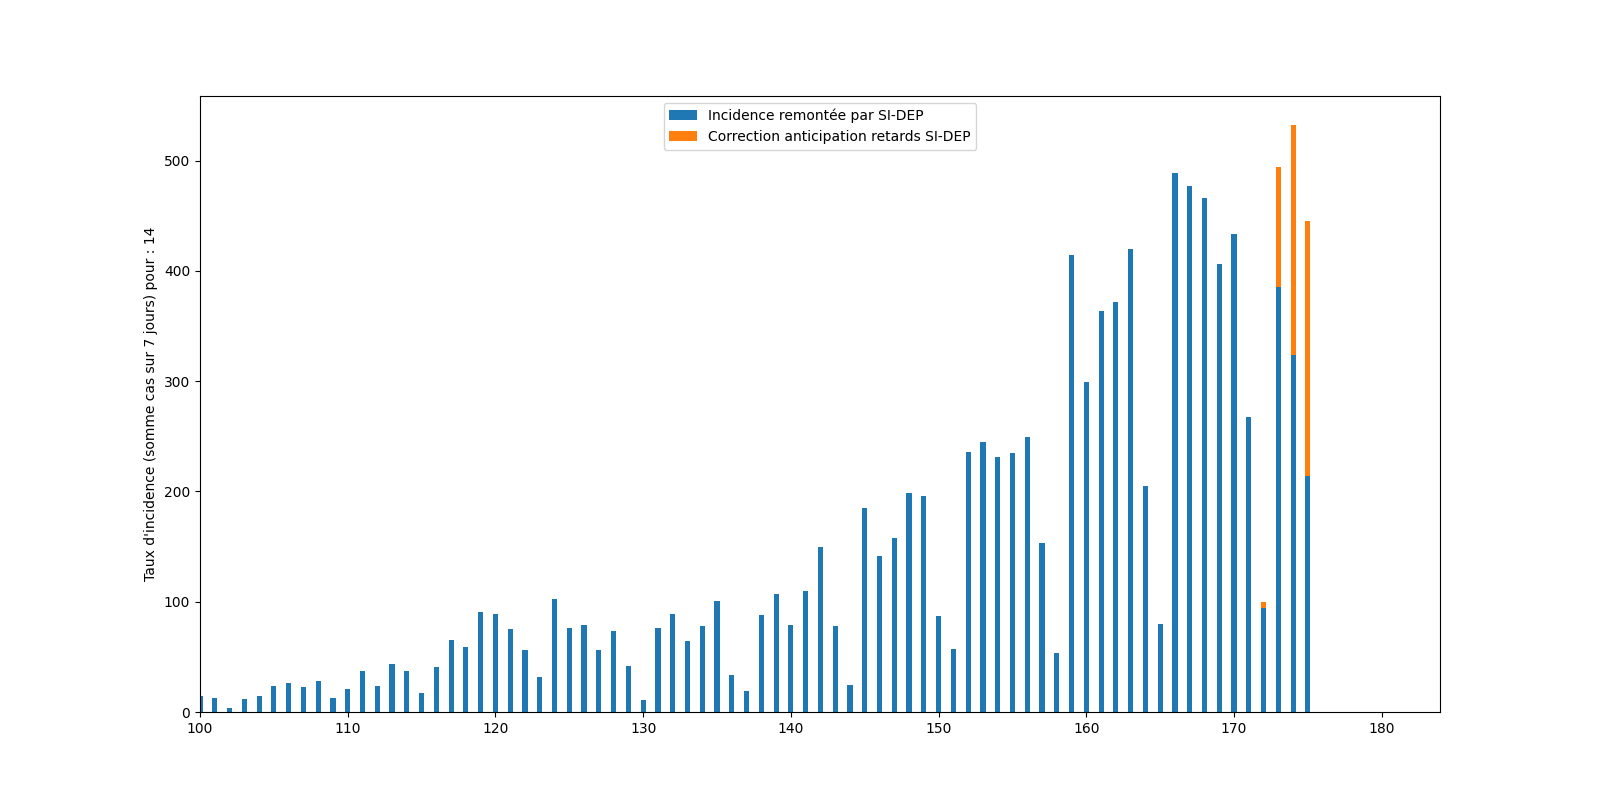 Incidence remontée par SI-DEP
Correction anticipation retards SI-DEP
Taux d'incidence (somme cas sur 7 jours) pour : 14
500
400
300
200
100
0
100 110 120 130 140 150 160 170 180